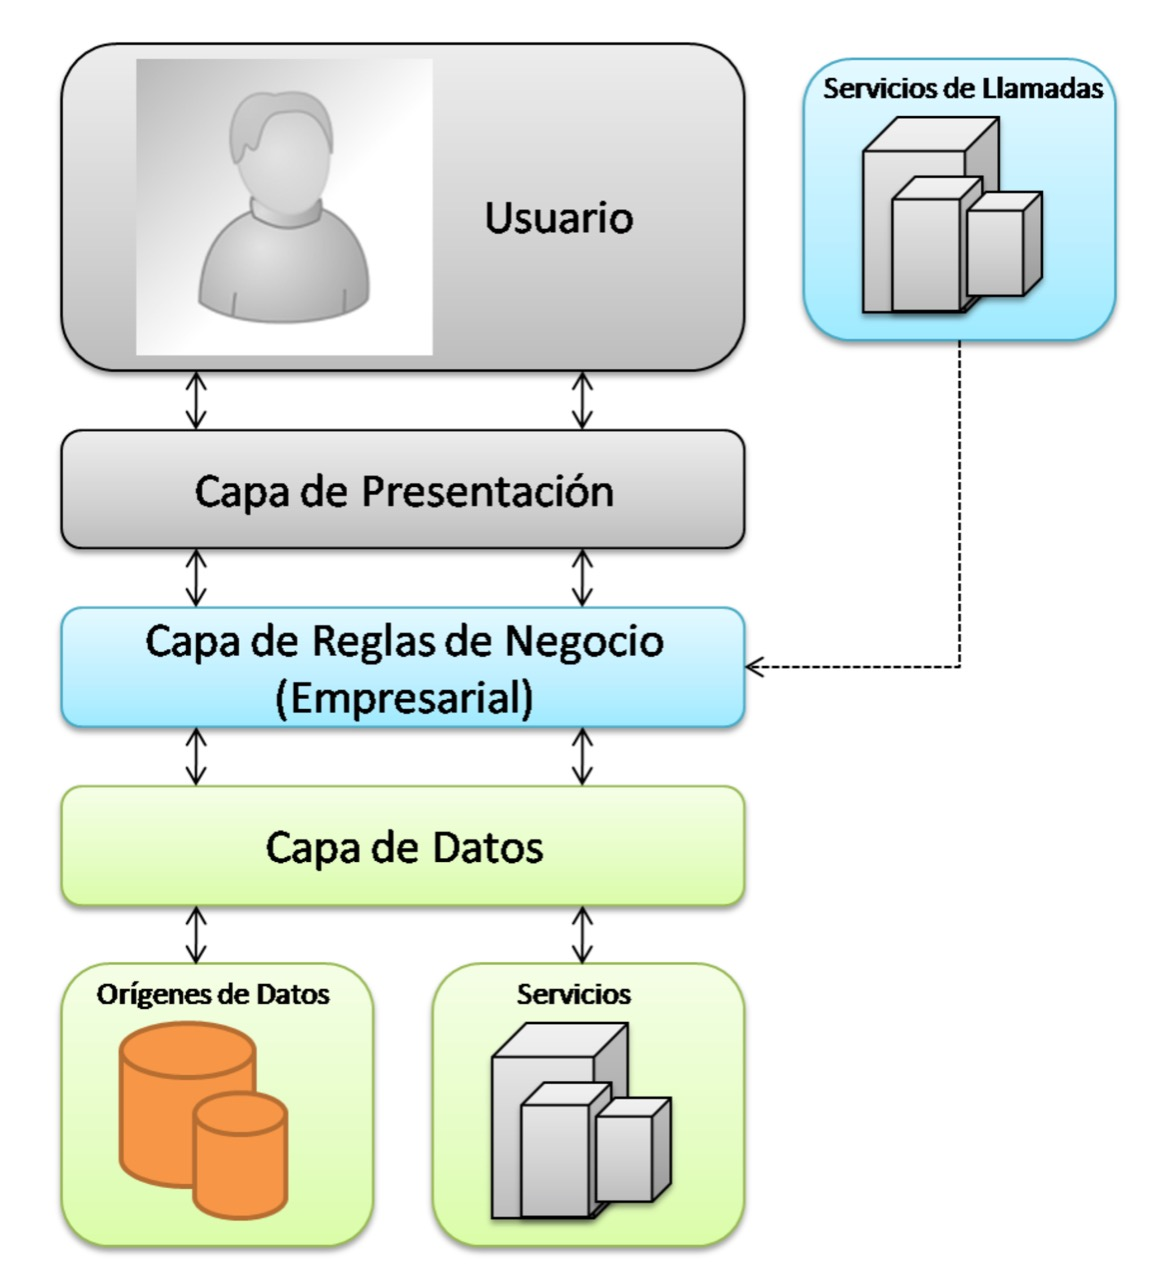 Servicios de Llamadas
Usuario
Capa de Presentación
Capa de Reglas de Negocio
(Empresarial)
Capa de Datos
Orígenes de Datos
Servicios